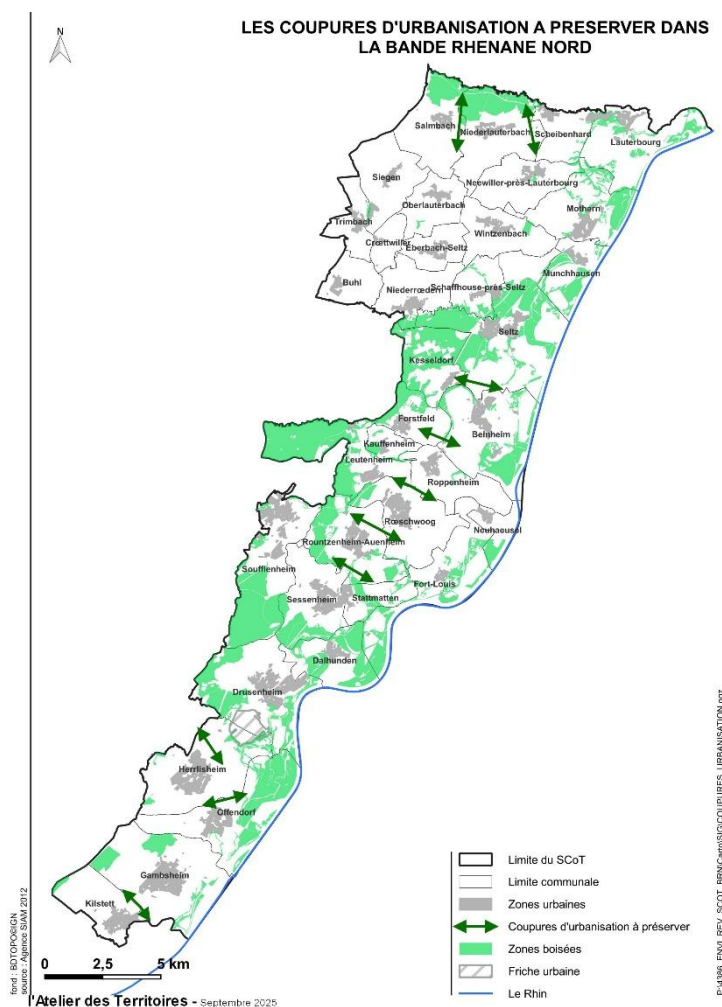 LES COUPURES D'URBANISATION A PRESERVER DANS
LA BANDE RHENANE NORD
N
Salmbach
Niederlauterbach
Scheibenhard
Lauterbourg
Siegen
Neewiller-près-Lauterbourg
Oberlauterbach
Mothern
Trimbach
Wintzenbach
Crœttwiller
Eberbach-Seltz
Munchhausen
Buhl
Niederrœdern
Schaffhouse-près-Seltz
Seltz
Kesseldorf
Forstfeld
Beinheim
Kauffenheim
Leutenheim
Roppenheim
Rœschwoog
Neuhaeusel
Rountzenheim-Auenheim
Soufflenheim
Fort-Louis
Sessenheim
Stattmatten
Dalhunden
Drusenheim
Herrlisheim
Offendorf
Gambsheim
Kilstett
Limite du SCoT
Limite communale
Zones urbaines
Coupures d'urbanisation à préserver
Zones boisées
Friche urbaine
Le Rhin
0 2,5 5 km
l'Atelier des Territoires - Septembre 2025
fond : BDTOPO©IGN
source : Agence SIAM 2012